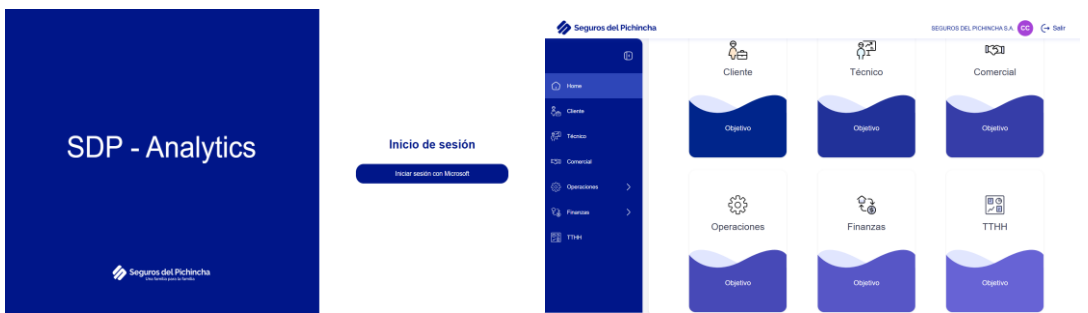 SDP - Analytics
Seguros del Pichincha
Una familia para tu familia
Inicio de sesión
Iniciar sesión con Microsoft
Seguros del Pichincha
SEGUROS DEL PICHINCHA S.A.
CC
Salir
Home
Cliente
Técnico
Comercial
Operaciones
Finanzas
TTHH
Cliente
Objetivo
Técnico
Objetivo
Comercial
Objetivo
Operaciones
Objetivo
Finanzas
Objetivo
TTHH
Objetivo